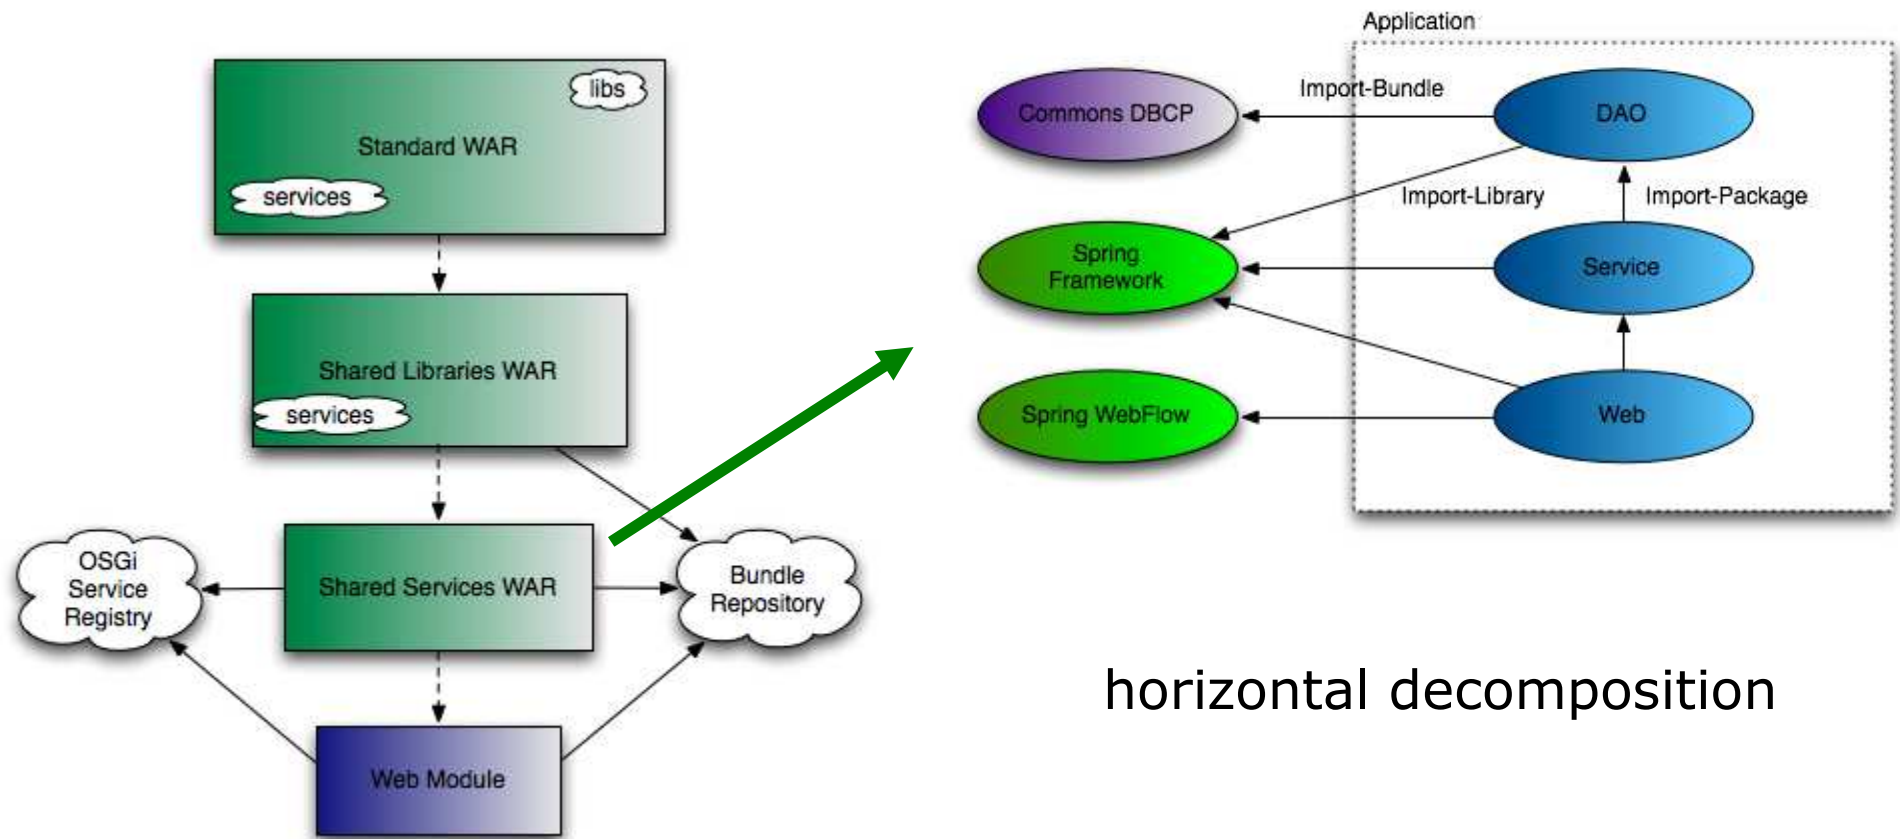 libs
Standard WAR
services
Shared Libraries WAR
services
OSGi
Service
Registry
Shared Services WAR
Bundle
Repository
Web Module
Application
Commons DBCP
Import-Bundle
DAO
Import-Library
Import-Package
Spring
Framework
Service
Spring WebFlow
Web
horizontal decomposition